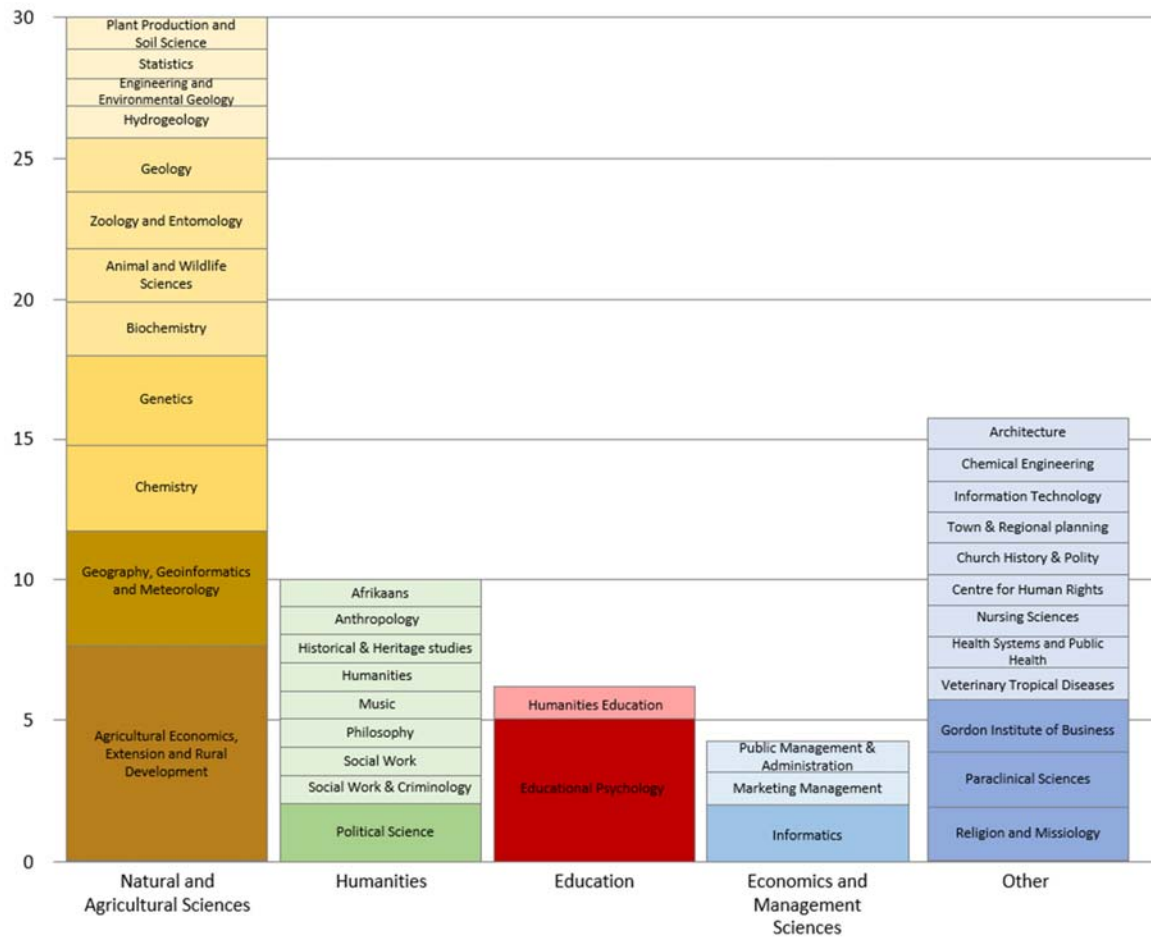 30
25
20
15
10
5
0
Plant Production and
Soil Science
Statistics
Engineering and
Environmental Geology
Hydrogeology
Geology
Zoology and Entomology
Animal and Wildlife
Sciences
Biochemistry
Genetics
Chemistry
Geography, Geoinformatics
and Meteorology
Agricultural Economics,
Extension and Rural
Development
Natural and
Agricultural Sciences
Afrikaans
Anthropology
Historical & Heritage studies
Humanities
Music
Philosophy
Social Work
Social Work & Criminology
Political Science
Humanities
Humanities Education
Educational Psychology
Education
Public Management &
Administration
Marketing Management
Informatics
Economics and
Management
Sciences
Architecture
Chemical Engineering
Information Technology
Town & Regional planning
Church History & Polity
Centre for Human Rights
Nursing Sciences
Health Systems and Public
Health
Veterinary Tropical Diseases
Gordon Institute of Business
Paraclinical Sciences
Religion and Missiology
Other